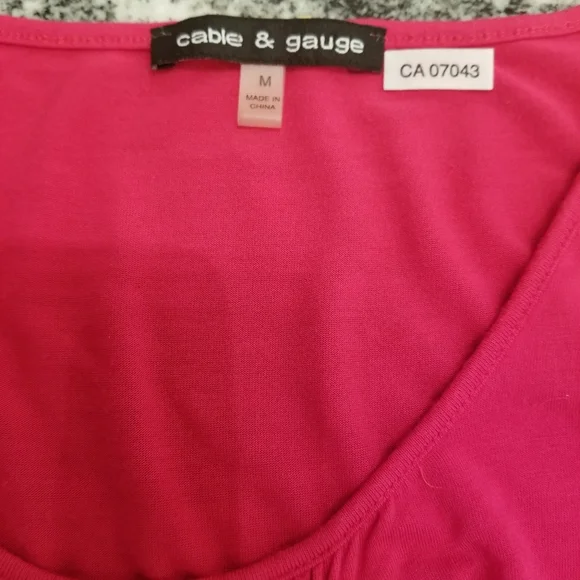 cable & gauge
CA 07043
M
MADE IN
CHINA